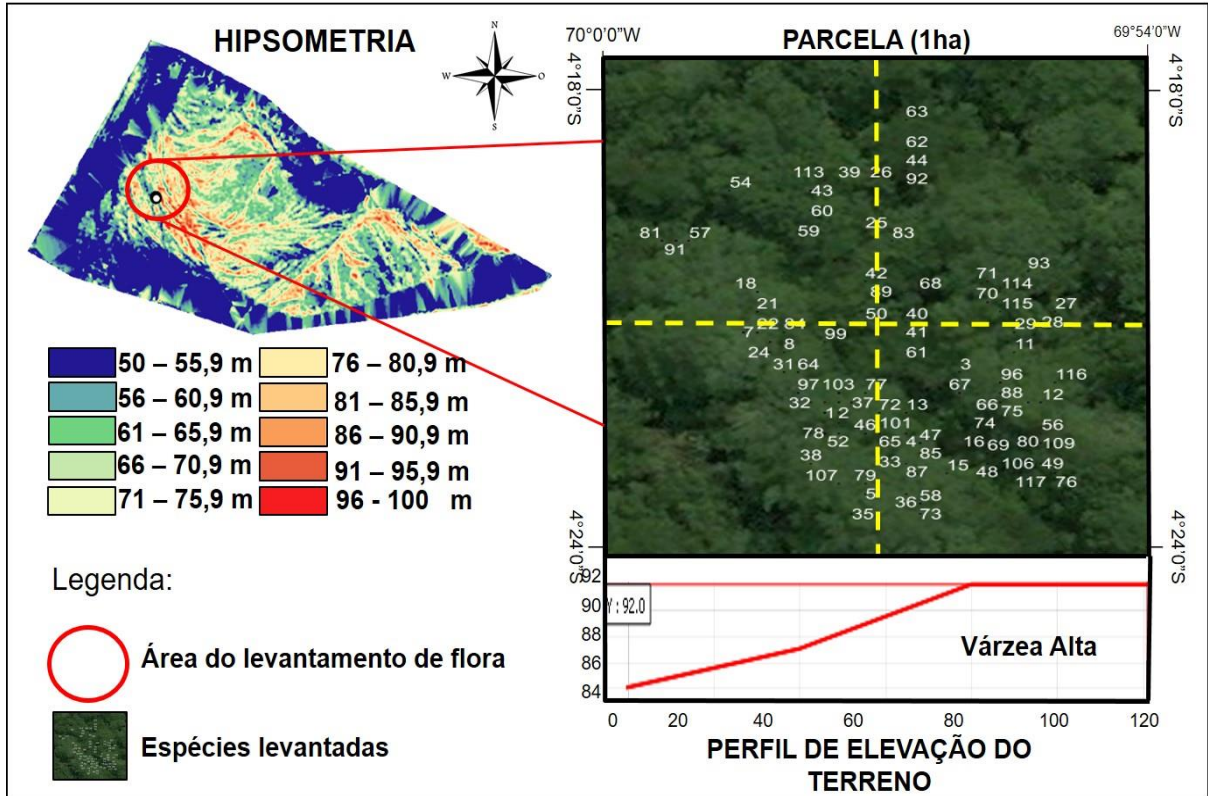 HIPSOMETRIA
N
W
O
S
70°0'0"W
PARCELA (1ha)
69°54'0"W
4°18'0"S
4°18'0"S
63
62
44
113 39 26 92
54
43
60
59 25 83
81 57
91
93
42 71
18 68 114
89 70
21 115 27
50 40
22 84 29 28
7 99 41
8 11
24 61
31 64 3
96 116
97 103 77 67
88 12
32 37 72 13 66
12 75
46 101 74 56
78 47
52 65 4 16 69 80 109
38 85
33 15 106 49
107 79 87 48
117 76
5 58
36
35 73
50 – 55,9 m
76 – 80,9 m
56 – 60,9 m
81 – 85,9 m
61 – 65,9 m
86 – 90,9 m
66 – 70,9 m
91 – 95,9 m
71 – 75,9 m
96 - 100 m
4°24'0"S
4°24'0"S
Legenda:
Área do levantamento de flora
Espécies levantadas
92
90
88
86
84
Y : 92.0
Várzea Alta
0 20 40 60 80 100 120
PERFIL DE ELEVAÇÃO DO
TERRENO